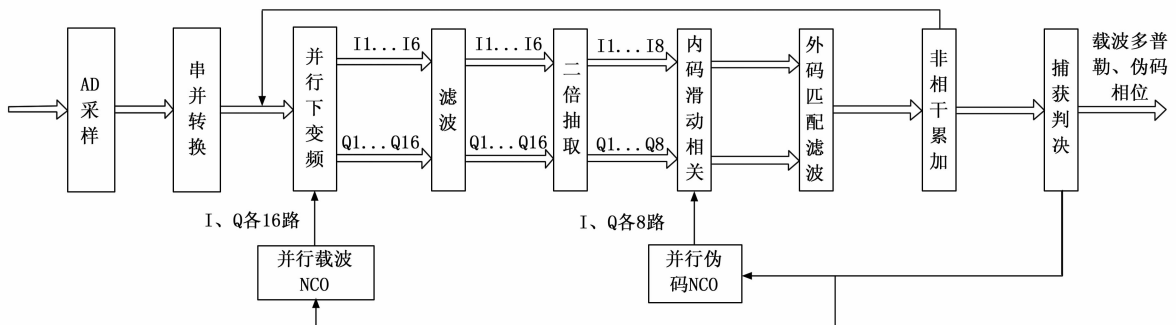 AD采样
串并转换
并行下变频
I1...I6
Q1...Q16
滤波
I1...I6
Q1...Q16
二倍抽取
I1...I8
Q1...Q8
内码滑动相关
外码匹配滤波
非相干累加
捕获判决
载波多普
勒、伪码
相位
I、Q各16路
I、Q各8路
并行载波
NCO
并行伪
码NCO